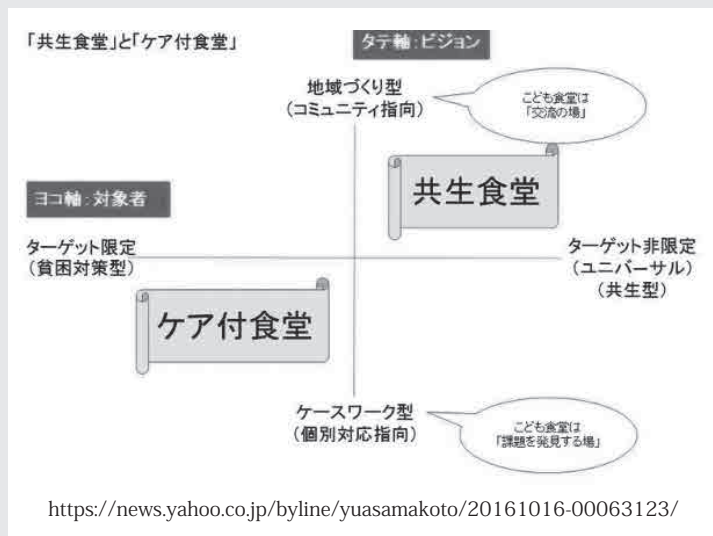 「共生食堂」と「ケア付食堂」
タテ軸:ビジョン
地域づくり型
(コミュニティ指向)
こども食堂は
「交流の場」
共生食堂
ヨコ軸:対象者
ターゲット限定
(貧困対策型)
ターゲット非限定
(ユニバーサル)
(共生型)
ケア付食堂
ケースワーク型
(個別対応指向)
こども食堂は
「課題を発見する場」
https://news.yahoo.co.jp/byline/yuasamakoto/20161016-00063123/